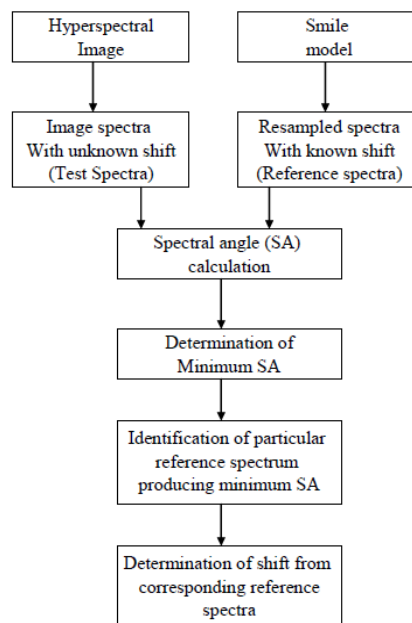 Hyperspectral
Image
Smile
model
Image spectra
With unknown shift
(Test Spectra)
Resampled spectra
With known shift
(Reference spectra)
Spectral angle (SA)
calculation
Determination of
Minimum SA
Identification of particular
reference spectrum
producing minimum SA
Determination of shift from
corresponding reference
spectra